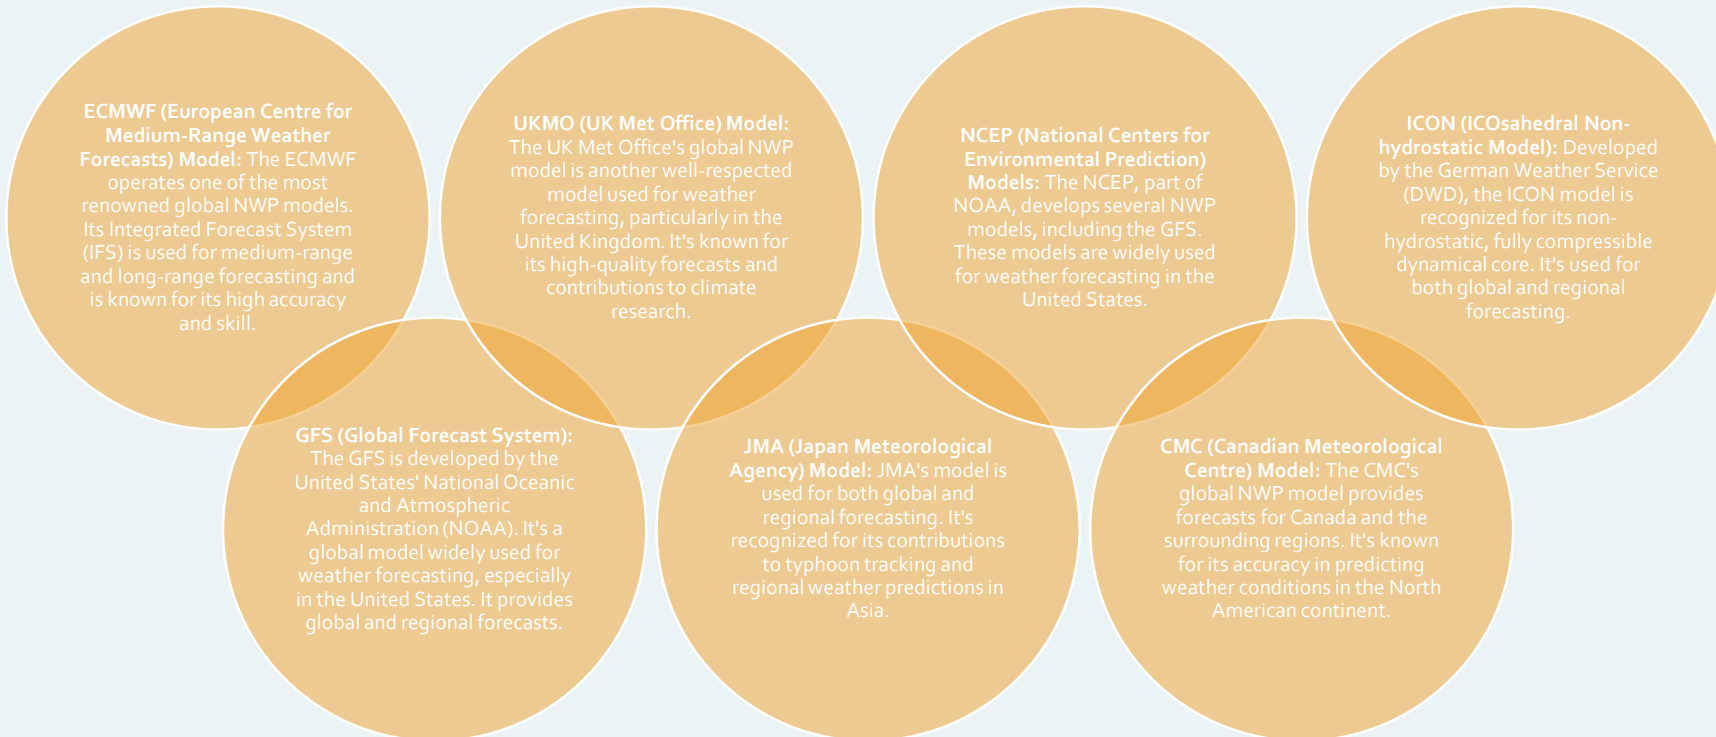 ECMWF (European Centre for
Medium-Range Weather
Forecasts) Model: The ECMWF
operates one of the most
renowned global NWP models.
Its Integrated Forecast System
(IFS) is used for medium-range
and long-range forecasting and
is known for its high accuracy
and skill.
GFS (Global Forecast System):
The GFS is developed by the
United States' National Oceanic
and Atmospheric
Administration (NOAA). It's a
global model widely used for
weather forecasting, especially
in the United States. It provides
global and regional forecasts.
UKMO (UK Met Office) Model:
The UK Met Office's global NWP
model is another well-respected
model used for weather
forecasting, particularly in the
United Kingdom. It's known for
its high-quality forecasts and
contributions to climate
research.
JMA (Japan Meteorological
Agency) Model: JMA's model is
used for both global and
regional forecasting. It's
recognized for its contributions
to typhoon tracking and
regional weather predictions in
Asia.
NCEP (National Centers for
Environmental Prediction)
Models: The NCEP, part of
NOAA, develops several NWP
models, including the GFS.
These models are widely used
for weather forecasting in the
United States.
CMC (Canadian Meteorological
Centre) Model: The CMC's
global NWP model provides
forecasts for Canada and the
surrounding regions. It's known
for its accuracy in predicting
weather conditions in the North
American continent.
ICON (ICOsahedral Non-
hydrostatic Model): Developed
by the German Weather Service
(DWD), the ICON model is
recognized for its non-
hydrostatic, fully compressible
dynamical core. It's used for
both global and regional
forecasting.